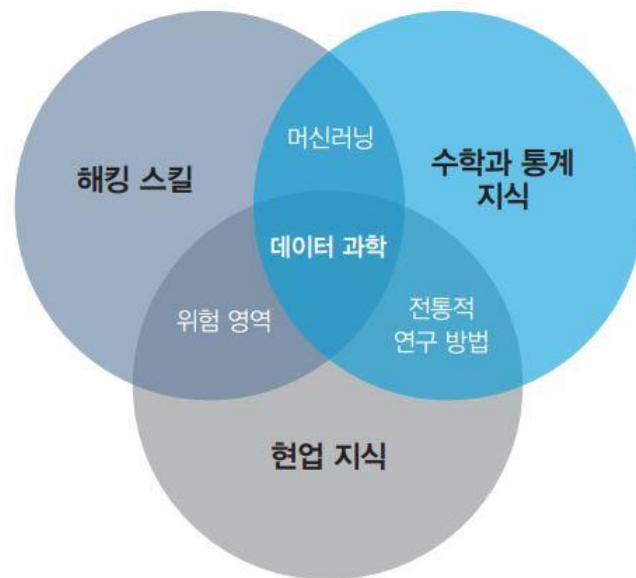 머신러닝
해킹 스킬
수학과 통계
지식
데이터 과학
위험 영역
전통적
연구 방법
현업 지식